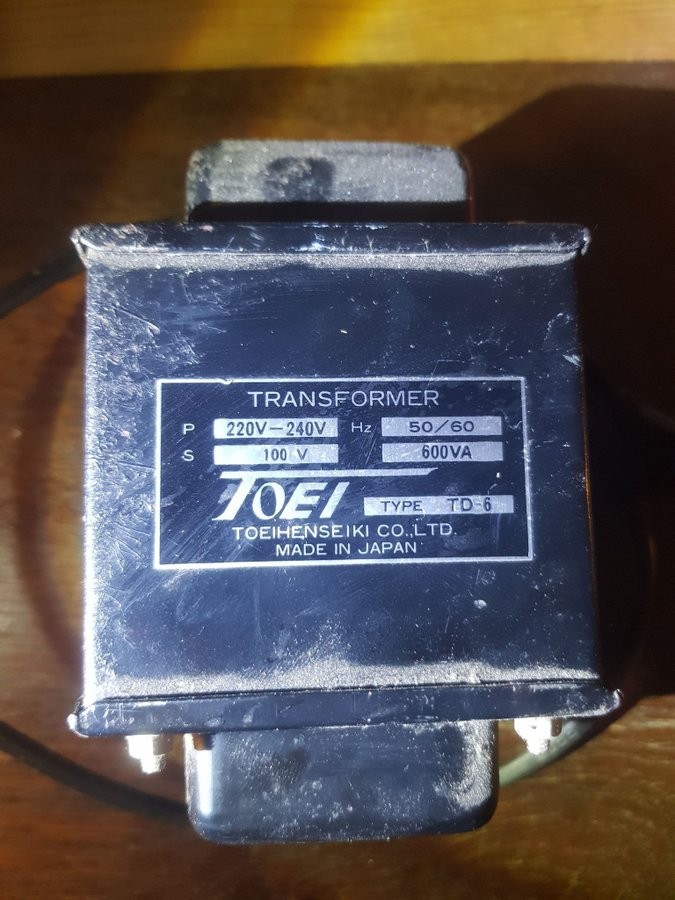 TRANSFORMER
P 220V-240V Hz 50/60
S 100 V 600VA
TOEI TYPE TD-6
TOEIHENSEIKI CO.,LTD.
MADE IN JAPAN